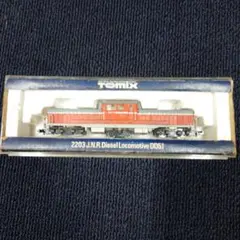 TOMIX
2203 J.N.R. Diesel Locomotive DD51